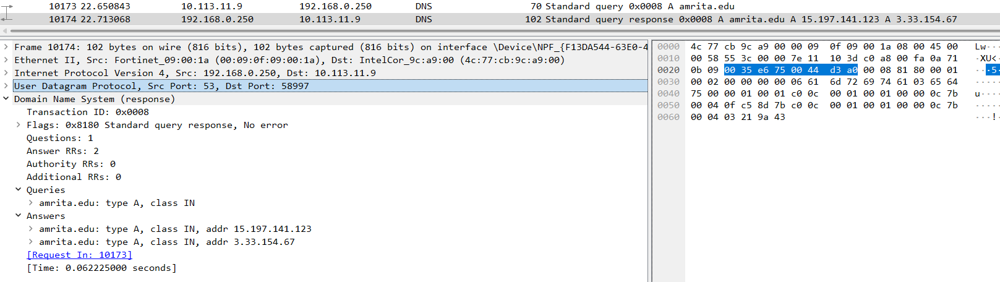 10173 22.650843 10.113.11.9 192.168.0.250 DNS 70 Standard query 0x0008 A amrita.edu
10174 22.713068 192.168.0.250 10.113.11.9 DNS 102 Standard query response 0x0008 A amrita.edu A 15.197.141.123 A 3.33.154.67
Frame 10174: 102 bytes on wire (816 bits), 102 bytes captured (816 bits) on interface \Device\NPF_{F13DA544-63E0-4
Ethernet II, Src: Fortinet_09:00:1a (00:09:0f:09:00:1a), Dst: IntelCor_9c:a9:00 (4c:77:cb:9c:a9:00)
Internet Protocol Version 4, Src: 192.168.0.250, Dst: 10.113.11.9
User Datagram Protocol, Src Port: 53, Dst Port: 58997
Domain Name System (response)
Transaction ID: 0x0008
Flags: 0x8180 Standard query response, No error
Questions: 1
Answer RRs: 2
Authority RRs: 0
Additional RRs: 0
Queries
amrita.edu: type A, class IN
Answers
amrita.edu: type A, class IN, addr 15.197.141.123
amrita.edu: type A, class IN, addr 3.33.154.67
[Request In: 10173]
[Time: 0.062225000 seconds]
0000 4c 77 cb 9c a9 00 00 09 0f 09 00 1a 08 00 45 00 Lw···
0010 00 58 55 3c 00 00 7e 11 10 3d c0 a8 00 fa 0a 71 ·XU<·
0020 0b 09 00 35 e6 75 00 44 d3 a0 00 08 81 80 00 01 ···5·
0030 00 02 00 00 00 00 06 61 6d 72 69 74 61 03 65 64 ·····
0040 75 00 00 01 00 01 c0 0c 00 01 00 01 00 00 0c 7b u····
0050 00 04 0f c5 8d 7b c0 0c 00 01 00 01 00 00 0c 7b ·····
0060 00 04 03 21 9a 43 ···!·